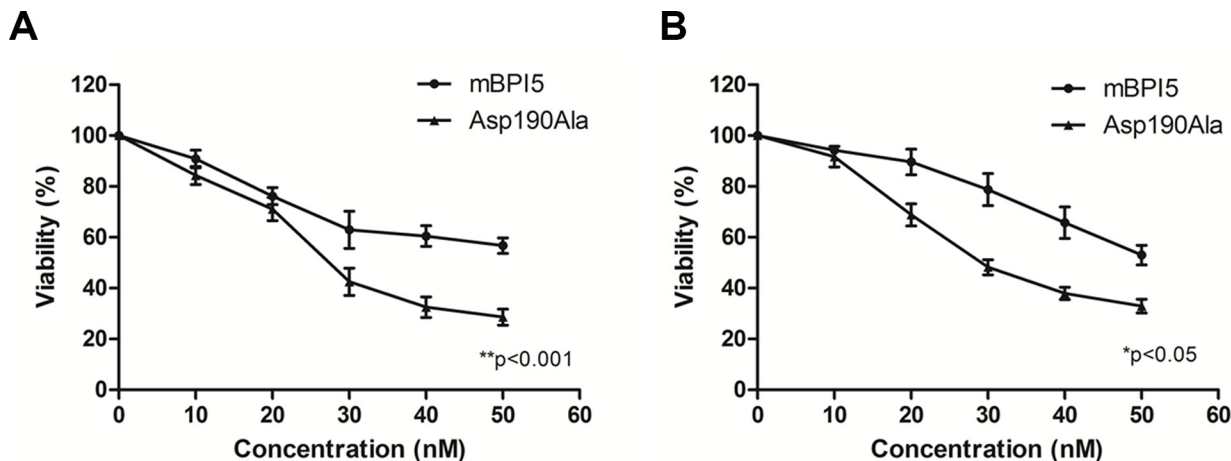 A
mBPI5
Asp190Ala
120
100
80
60
40
20
0
Viability (%)
**p<0.001
0 10 20 30 40 50 60
Concentration (nM)
B
mBPI5
Asp190Ala
120
100
80
60
40
20
0
Viability (%)
*p<0.05
0 10 20 30 40 50 60
Concentration (nM)